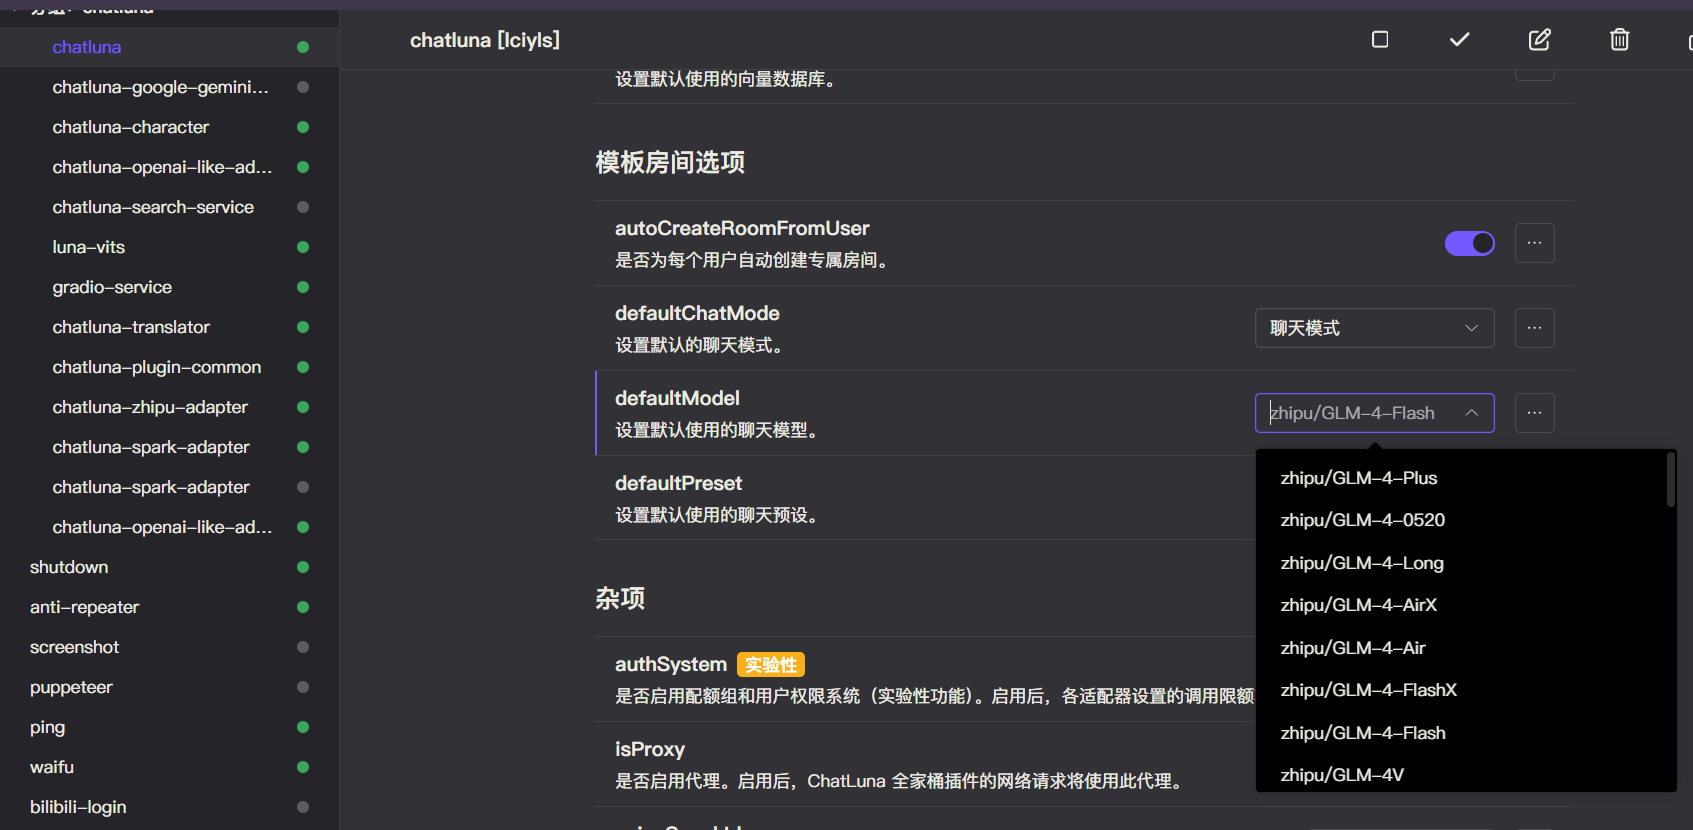 chatluna
chatluna-google-gemini...
chatluna-character
chatluna-openai-like-ad...
chatluna-search-service
luna-vits
gradio-service
chatluna-translator
chatluna-plugin-common
chatluna-zhipu-adapter
chatluna-spark-adapter
chatluna-spark-adapter
chatluna-openai-like-ad...
shutdown
anti-repeater
screenshot
puppeteer
ping
waifu
bilibili-login
chatluna [lciyls]
设置默认使用的向量数据库。
模板房间选项
autoCreateRoomFromUser
是否为每个用户自动创建专属房间。
defaultChatMode
设置默认的聊天模式。
聊天模式
defaultModel
设置默认使用的聊天模型。
zhipu/GLM-4-Flash
zhipu/GLM-4-Plus
zhipu/GLM-4-0520
zhipu/GLM-4-Long
zhipu/GLM-4-AirX
zhipu/GLM-4-Air
zhipu/GLM-4-FlashX
zhipu/GLM-4-Flash
zhipu/GLM-4V
defaultPreset
设置默认使用的聊天预设。
杂项
authSystem 实验性
是否启用配额组和用户权限系统（实验性功能）。启用后，各适配器设置的调用限额
isProxy
是否启用代理。启用后，ChatLuna 全家桶插件的网络请求将使用此代理。